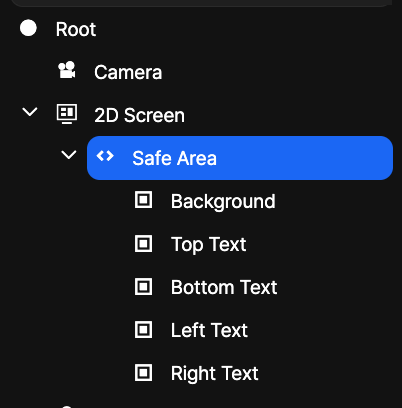 Root
Camera
2D Screen
Safe Area
Background
Top Text
Bottom Text
Left Text
Right Text